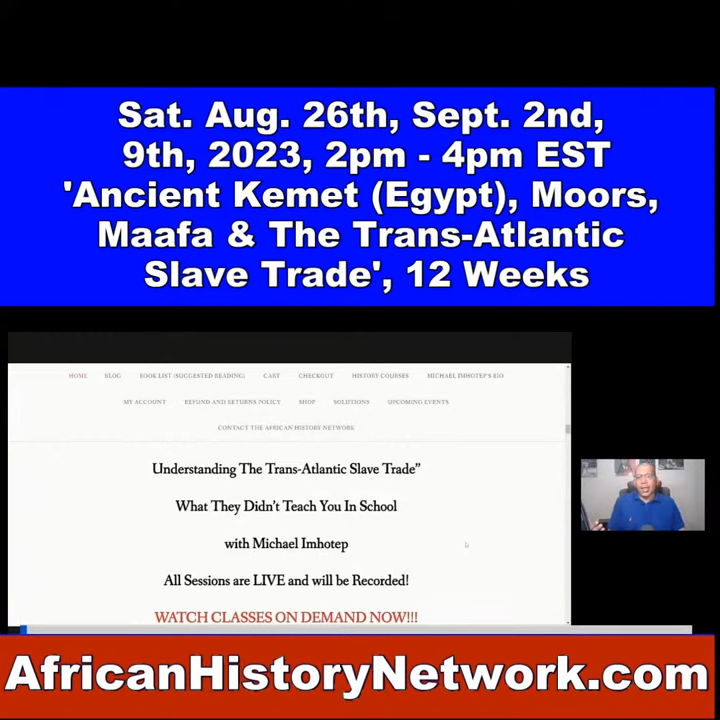 Sat. Aug. 26th, Sept. 2nd,
9th, 2023, 2pm - 4pm EST
'Ancient Kemet (Egypt), Moors,
Maafa & The Trans-Atlantic
Slave Trade', 12 Weeks
HOME BLOG BOOK LIST (SUGGESTED READING) CART CHECKOUT HISTORY COURSES MICHAEL IMHOTEP'S BIO
MY ACCOUNT REFUND AND RETURNS POLICY SHOP SOLUTIONS UPCOMING EVENTS
CONTACT THE AFRICAN HISTORY NETWORK
Understanding The Trans-Atlantic Slave Trade”
What They Didn’t Teach You In School
with Michael Imhotep
All Sessions are LIVE and will be Recorded!
WATCH CLASSES ON DEMAND NOW!!!
AfricanHistoryNetwork.com